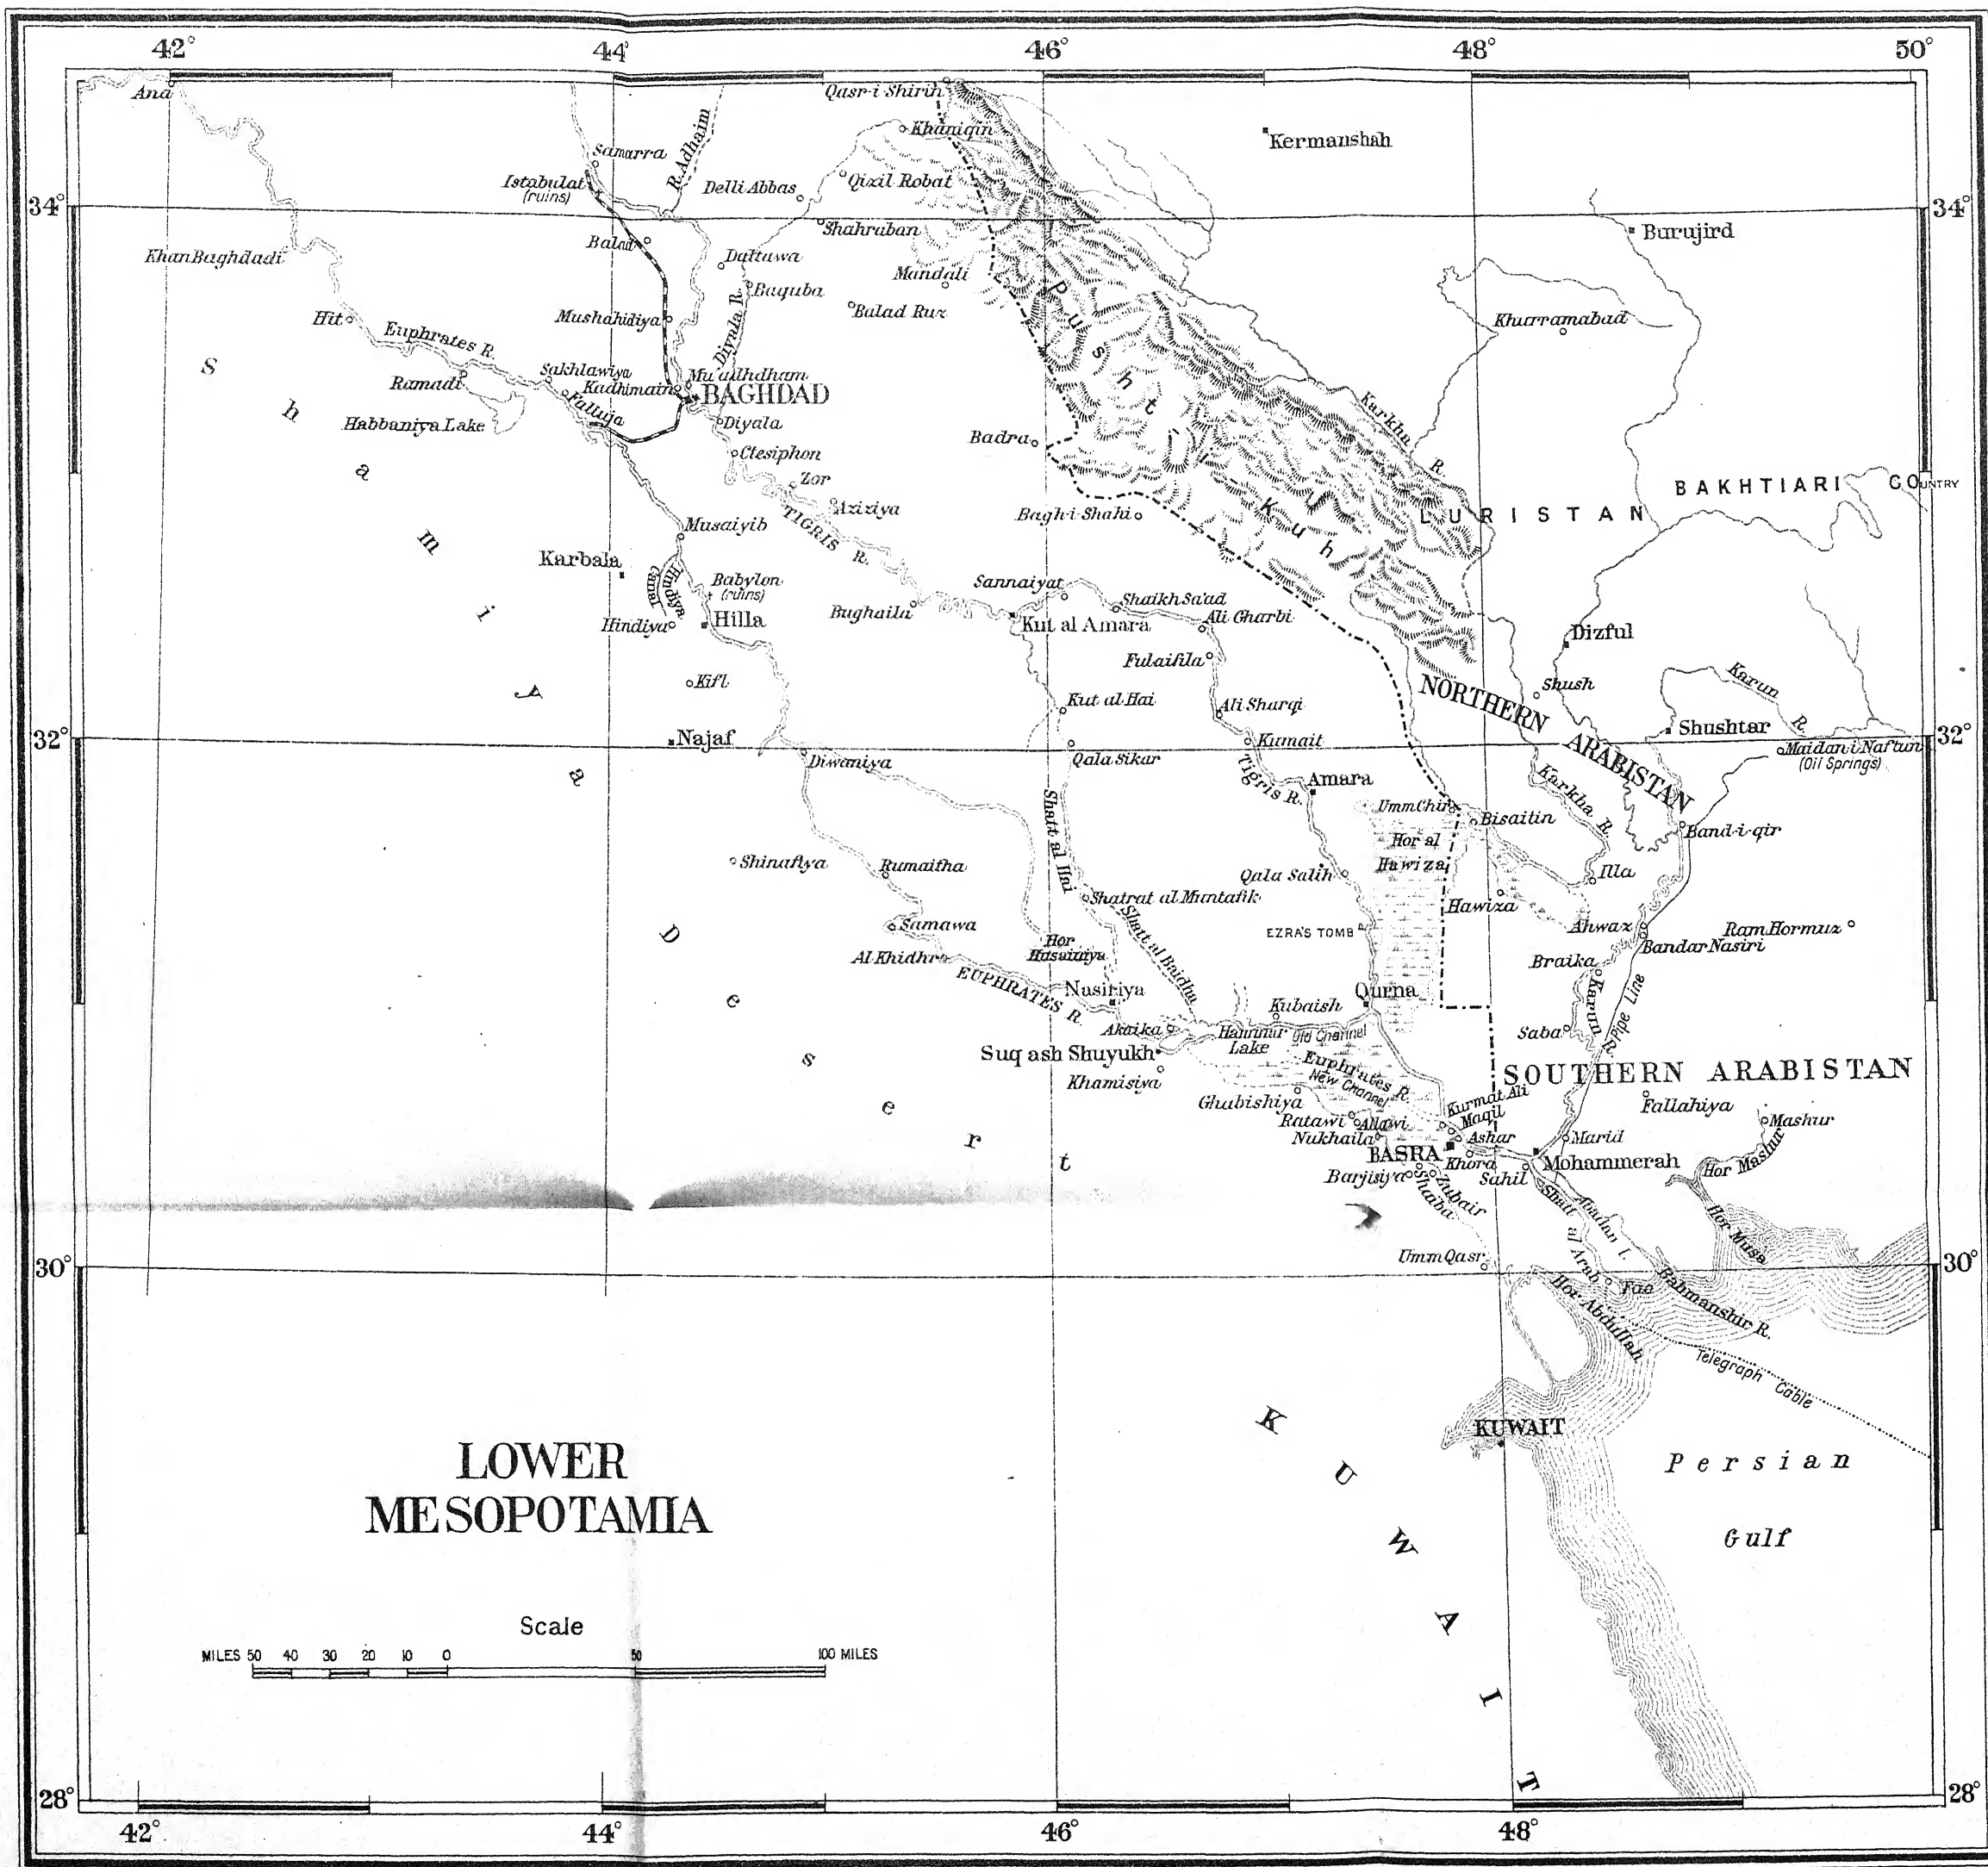 42° 44° 46° 48° 50°
Ana
Qasr-i-Shirin
Khaniqin
Kermanshah
Samarra
R. Adhaim
Istabulat
(ruins)
Delli Abbas
Qizil Robat
34° 34°
Shahraban
Burujird
Balad
Khan Baghdadi
Daltuwa
Mandali
Baquba
Balad Ruz
Diyala R.
Pusht-i-Kuh
Hit
Mushahidiya
Khurramabad
Euphrates R.
Ramadi
Sakhlawiya
Kadhimain
Mu'adhdham
BAGHDAD
Falluja
Habbaniya Lake
Diyala
Karkha R.
Badra
Ctesiphon
Zor
Aziziya
TIGRIS R.
BAKHTIARI COUNTRY
LURISTAN
Bagh-i-Shahi
Musaiyib
Karbala
Hindiya
Canal
Babylon
(ruins)
Hindiya
Hilla
Bughaila
Sannaiyat
Shaikh Saad
Kut al Amara
Ali Gharbi
Fulaifila
Dizful
Kifl
Kut al Hai
Ali Sharqi
Shush
Karun R.
NORTHERN ARABISTAN
Shushtar
32° 32°
Najaf
Diwaniya
Qala Sikar
Kumait
Maidan-i-Naftun
(Oil Springs)
Tigris R.
Amara
Karkha R.
Umm Chir
Bisaitin
Band-i-qir
Shatt al Hai
Hor al
Hawiza
Shinafiya
Rumaitha
Qala Salih
Illa
Shatrat al Muntafik
Hawiza
Samawa
Shatt al Baidha
EZRA'S TOMB
Ahwaz
Ram Hormuz
Bandar Nasiri
Al Khidhr
Hor
Husainiya
Braika
EUPHRATES R.
Nasiriya
Qurna
Karun R.
Pipe Line
Kubaish
Akaika
Hammar
Lake
Old Channel
Saba
Suq ash Shuyukh
Khamisiya
Euphrates R.
New Channel
SOUTHERN ARABISTAN
Ghubishiya
Kurmat Ali
Maqil
Fallahiya
Mashur
Ratawi
Allawi
Nukhaila
Ashar
Marid
BASRA
Khora
Mohammerah
Hor Mashur
Barjisiya
Sahil
Zubair
Shaiba
Shatt al Arab
Abadan I.
Hor Musa
Umm Qasr
30° 30°
Fao
Bahmanshir R.
Hor Abdullah
Telegraph Cable
Shamiya Desert
KUWAIT
KUWAIT
Persian
Gulf
LOWER
MESOPOTAMIA
Scale
MILES 50 40 30 20 10 0 50 100 MILES
28° 28°
42° 44° 46° 48°